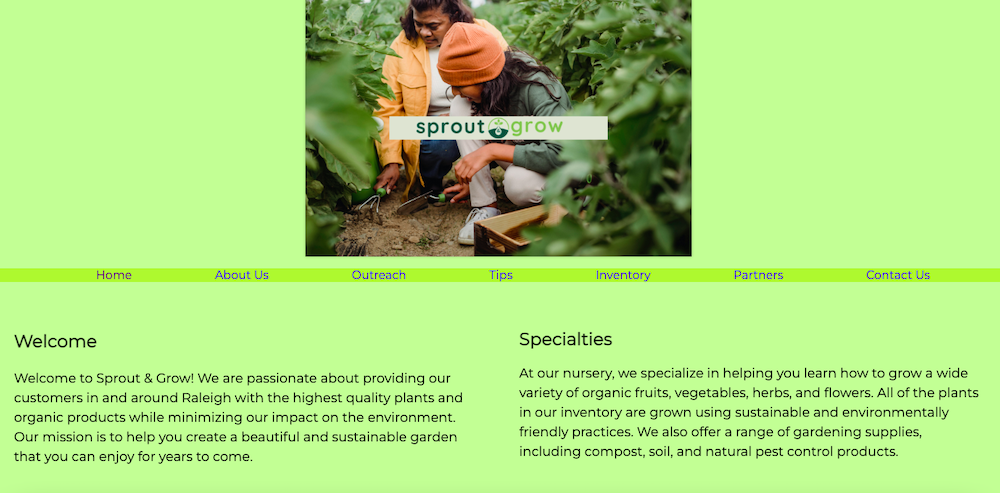 sprout grow
Home About Us Outreach Tips Inventory Partners Contact Us
Welcome
Welcome to Sprout & Grow! We are passionate about providing our
customers in and around Raleigh with the highest quality plants and
organic products while minimizing our impact on the environment.
Our mission is to help you create a beautiful and sustainable garden
that you can enjoy for years to come.
Specialties
At our nursery, we specialize in helping you learn how to grow a wide
variety of organic fruits, vegetables, herbs, and flowers. All of the plants
in our inventory are grown using sustainable and environmentally
friendly practices. We also offer a range of gardening supplies,
including compost, soil, and natural pest control products.